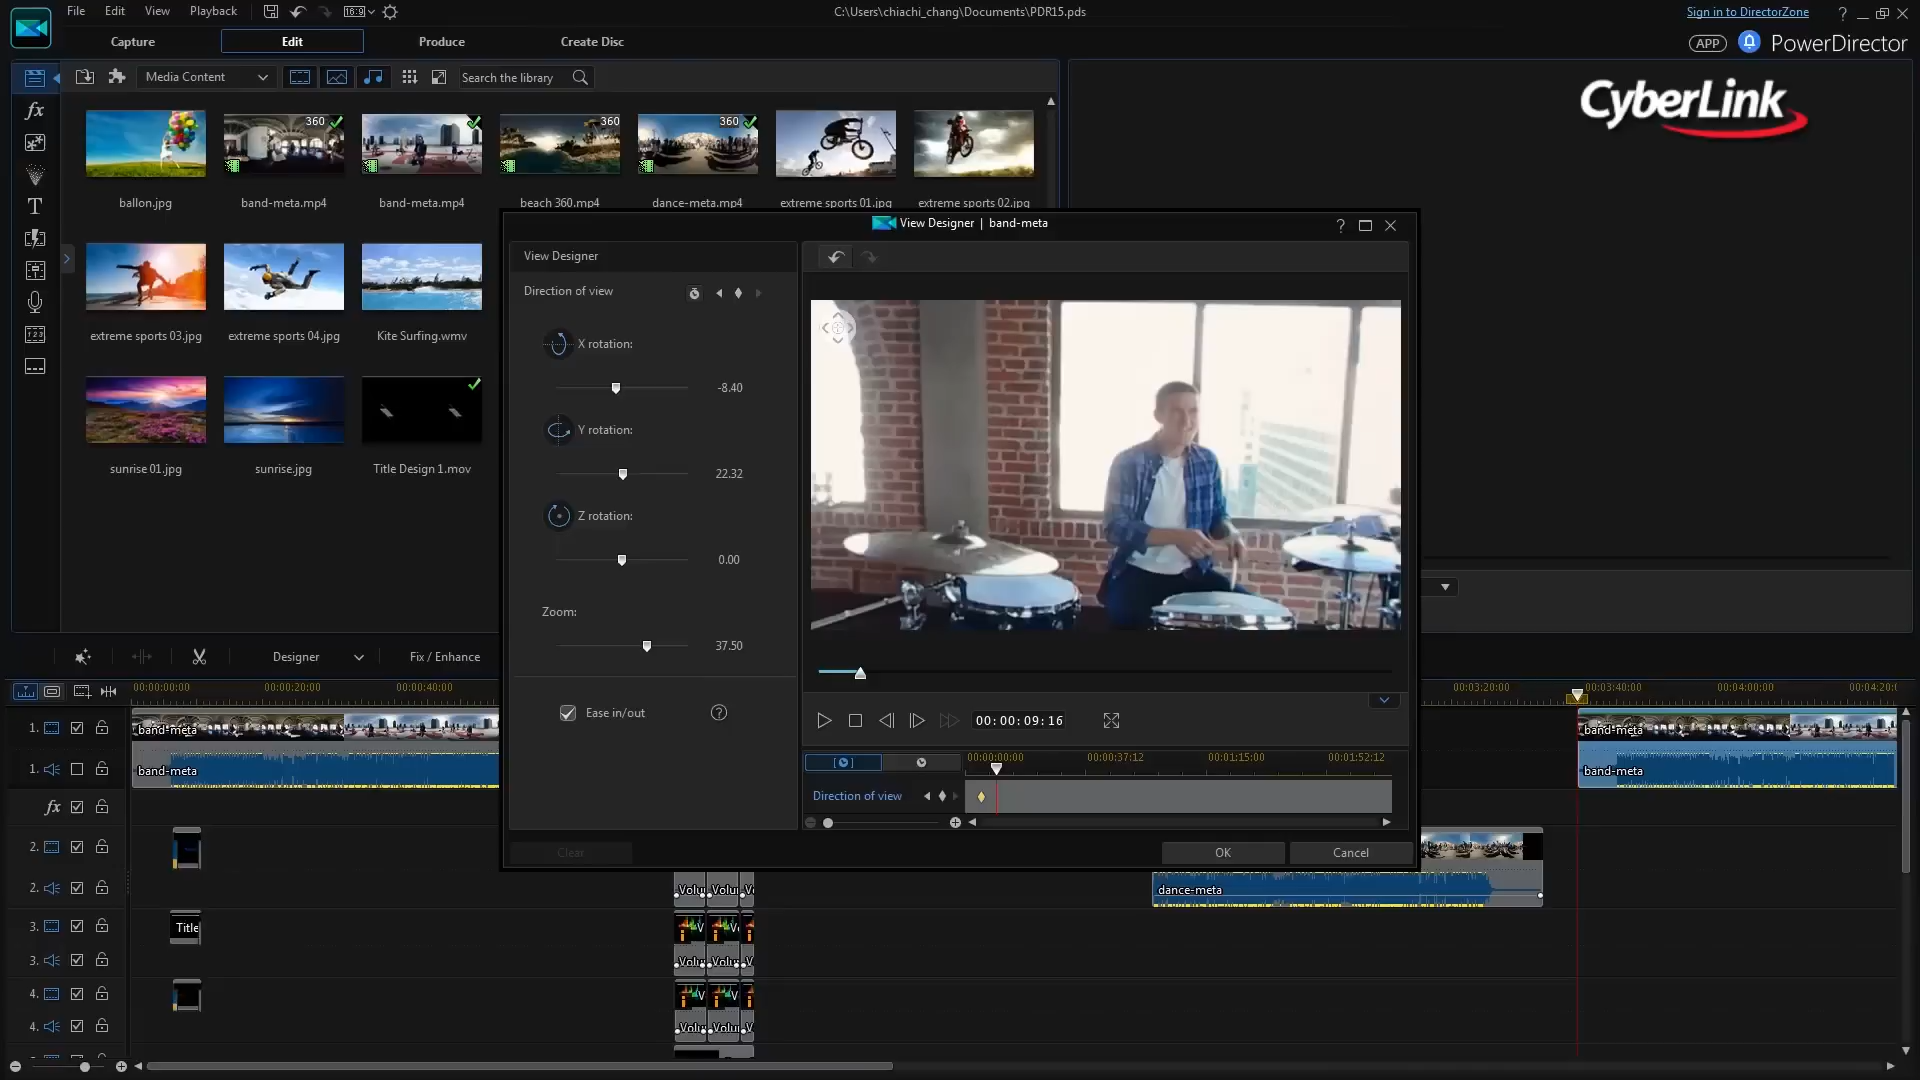 File Edit View Playback 16:9 C:\Users\chiachi_chang\Documents\PDR15.pds Sign in to DirectorZone ?
Capture Edit Produce Create Disc APP PowerDirector
Media Content Search the library
CyberLink
360 360 360
ballon.jpg band-meta.mp4 band-meta.mp4 beach 360.mp4 dance-meta.mp4 extreme sports 01.jpg extreme sports 02.jpg
fx
T
View Designer | band-meta ?
View Designer
Direction of view
extreme sports 03.jpg extreme sports 04.jpg Kite Surfing.wmv
X rotation:
-8.40
Y rotation:
22.32
sunrise 01.jpg sunrise.jpg Title Design 1.mov
Z rotation:
0.00
Zoom:
37.50
Designer Fix / Enhance
00:00:00:00 00:00:20:00 00:00:40:00 00:03:20:00 00:03:40:00 00:04:00:00 00:04:20:0
Ease in/out ?
00:00:09:16
1. band-meta band-meta
00:00:00:00 00:00:37:12 00:01:15:00 00:01:52:12
1. band-meta band-meta
Direction of view
fx
2.
Clear OK Cancel
2. Volu Volu V dance-meta
3. Title V V
3. Volu Volu V
4. V V
4. Volu Volu V